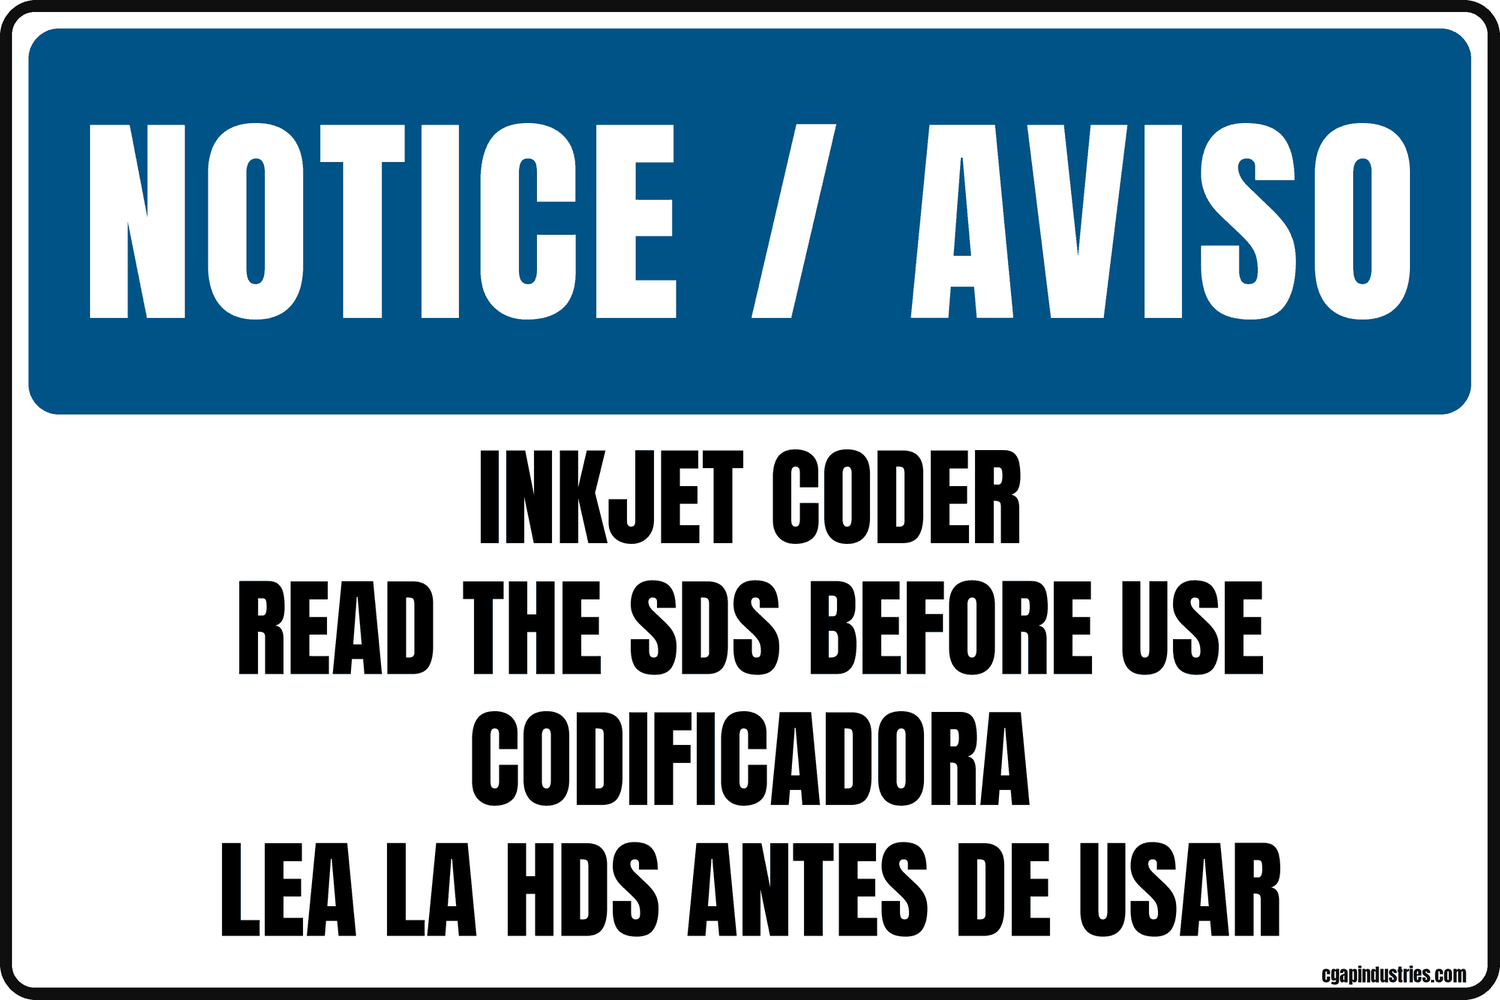 NOTICE / AVISO
INKJET CODER
READ THE SDS BEFORE USE
CODIFICADORA
LEA LA HDS ANTES DE USAR
cgapindustries.com